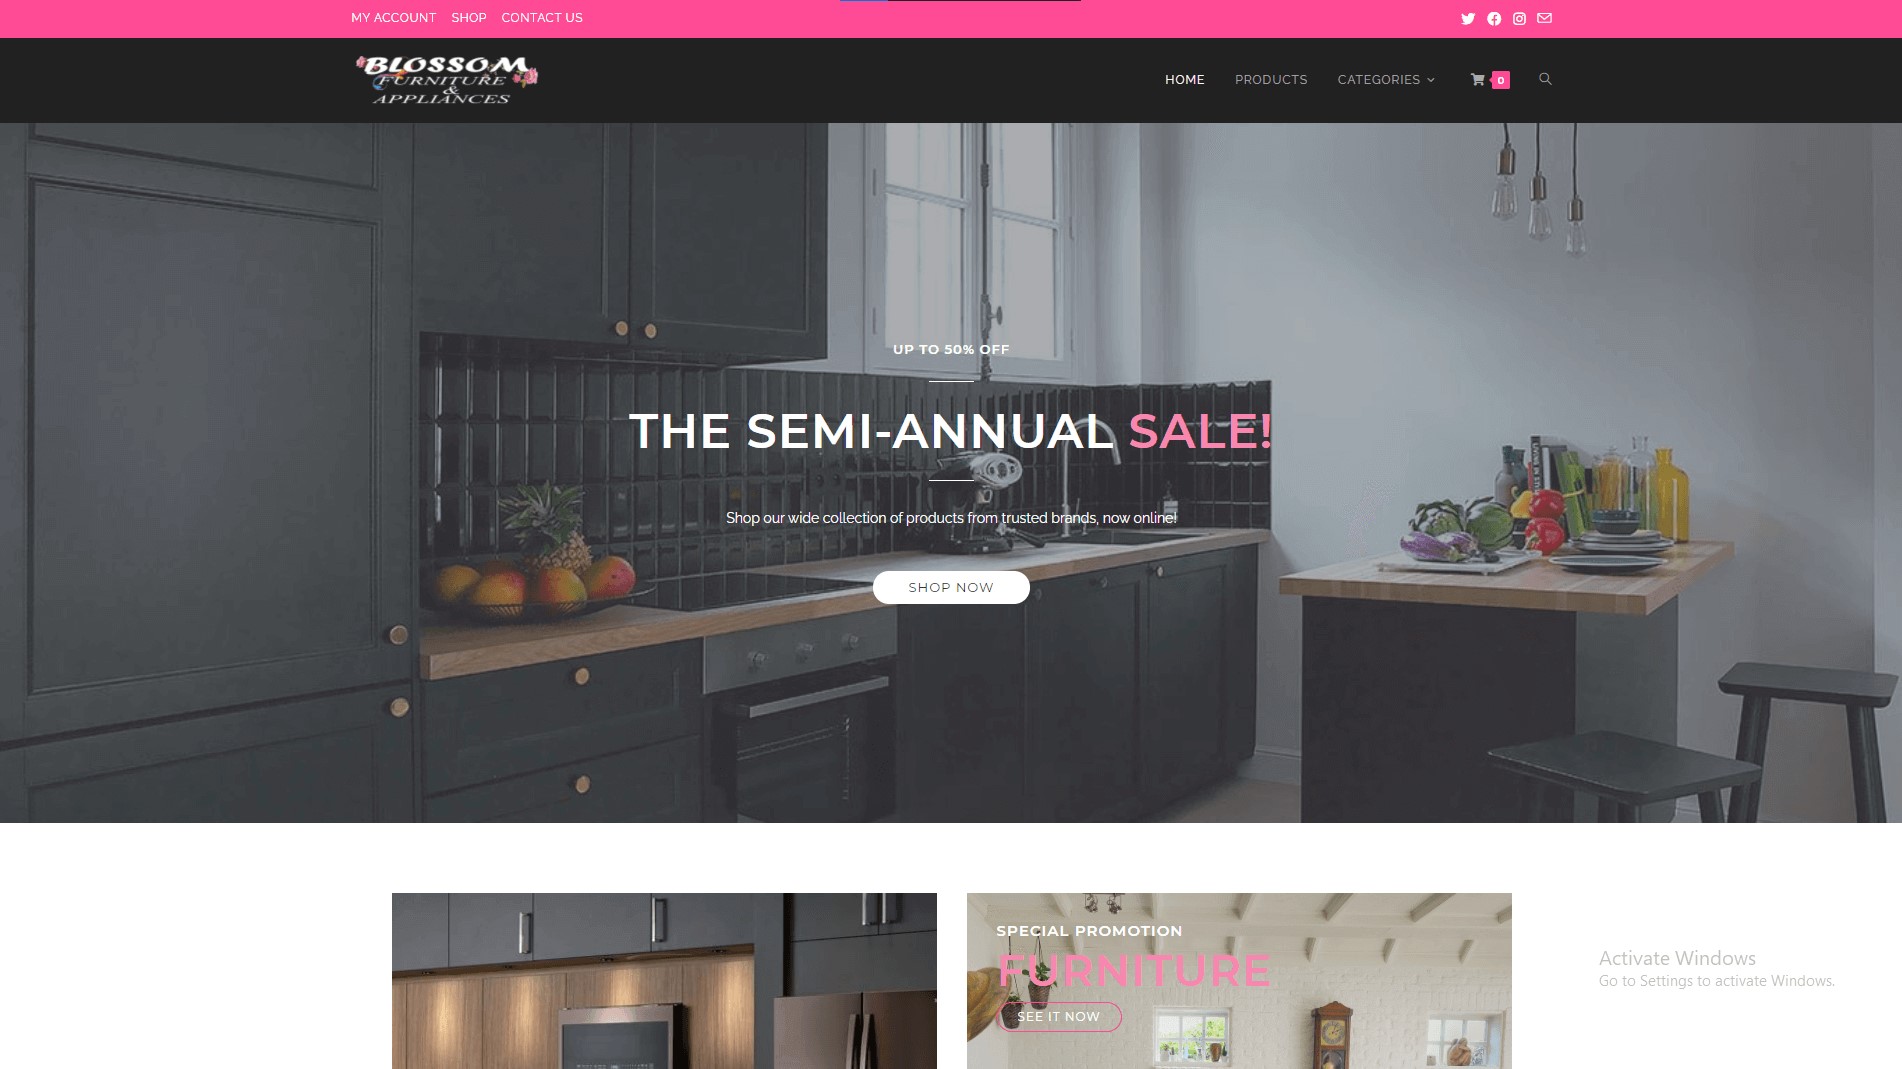 MY ACCOUNT SHOP CONTACT US
BLOSSOM
FURNITURE
&
APPLIANCES
HOME PRODUCTS CATEGORIES 0
UP TO 50% OFF
THE SEMI-ANNUAL SALE!
Shop our wide collection of products from trusted brands, now online!
SHOP NOW
SPECIAL PROMOTION
FURNITURE
SEE IT NOW
Activate Windows
Go to Settings to activate Windows.